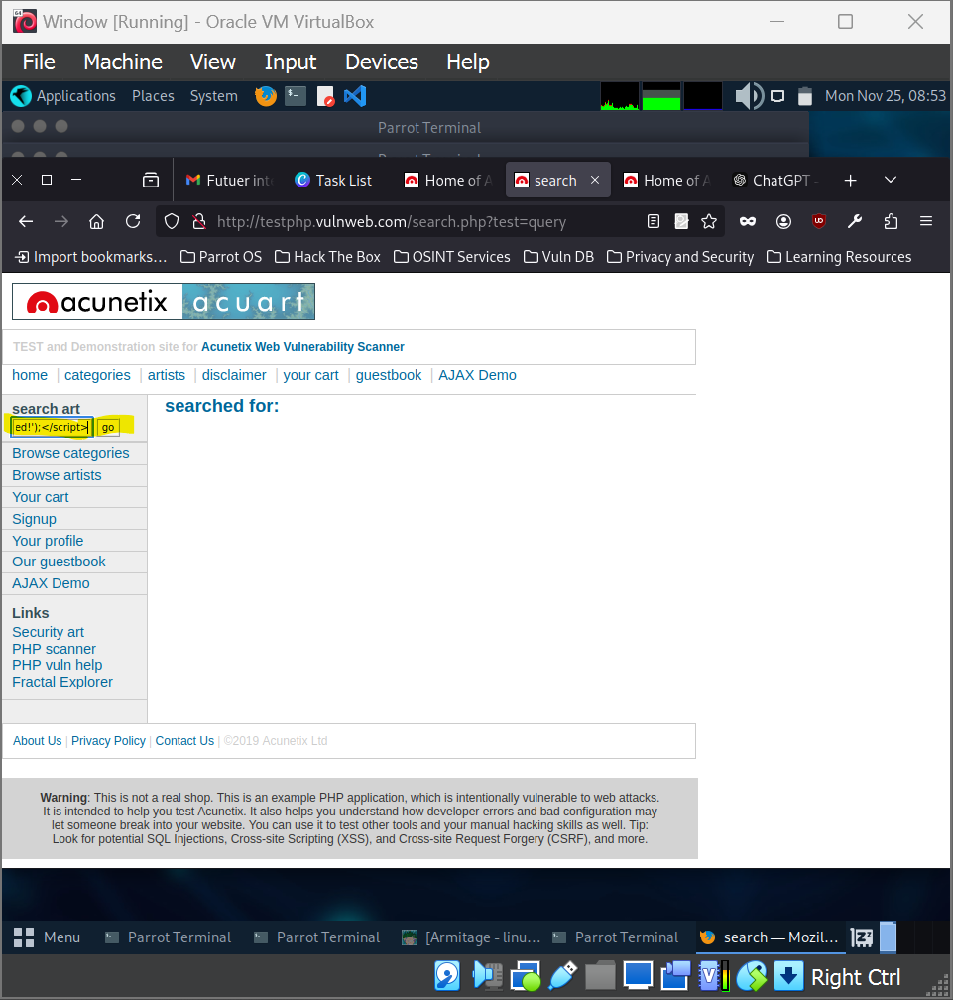 Window [Running] - Oracle VM VirtualBox
File Machine View Input Devices Help
Applications Places System Mon Nov 25, 08:53
Parrot Terminal
Futuer int Task List Home of A search Home of A ChatGPT -
http://testphp.vulnweb.com/search.php?test=query
Import bookmarks... Parrot OS Hack The Box OSINT Services Vuln DB Privacy and Security Learning Resources
acunetix acuart
TEST and Demonstration site for Acunetix Web Vulnerability Scanner
home | categories | artists | disclaimer | your cart | guestbook | AJAX Demo
search art
ed!');</script> go
searched for:
Browse categories
Browse artists
Your cart
Signup
Your profile
Our guestbook
AJAX Demo
Links
Security art
PHP scanner
PHP vuln help
Fractal Explorer
About Us | Privacy Policy | Contact Us | ©2019 Acunetix Ltd
Warning: This is not a real shop. This is an example PHP application, which is intentionally vulnerable to web attacks.
It is intended to help you test Acunetix. It also helps you understand how developer errors and bad configuration may
let someone break into your website. You can use it to test other tools and your manual hacking skills as well. Tip:
Look for potential SQL Injections, Cross-site Scripting (XSS), and Cross-site Request Forgery (CSRF), and more.
Menu Parrot Terminal Parrot Terminal [Armitage - linu... Parrot Terminal search — Mozil...
Right Ctrl